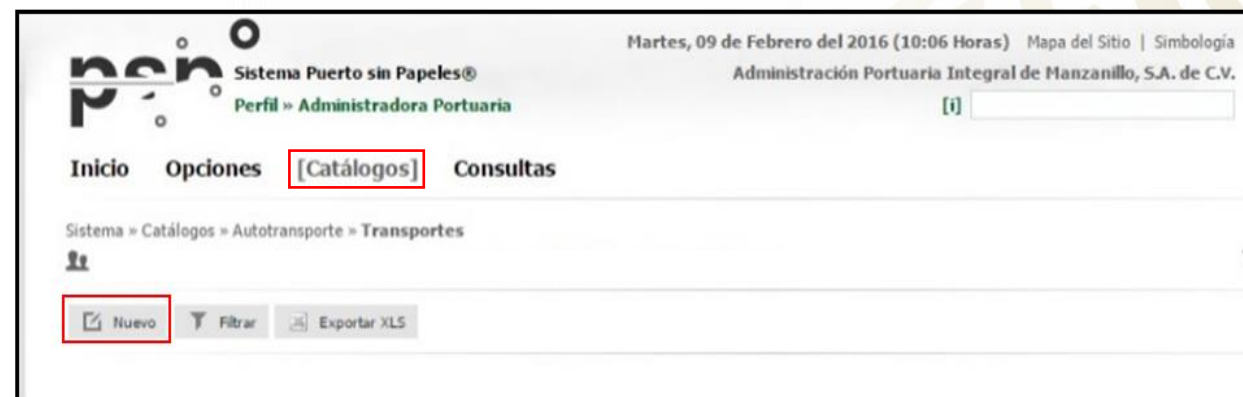 Martes, 09 de Febrero del 2016 (10:06 Horas) Mapa del Sitio | Simbología
psp Sistema Puerto sin Papeles® Administración Portuaria Integral de Manzanillo, S.A. de C.V.
Perfil » Administradora Portuaria [i]
Inicio Opciones [Catálogos] Consultas
Sistema » Catálogos » Autotransporte » Transportes
Nuevo Filtrar Exportar XLS